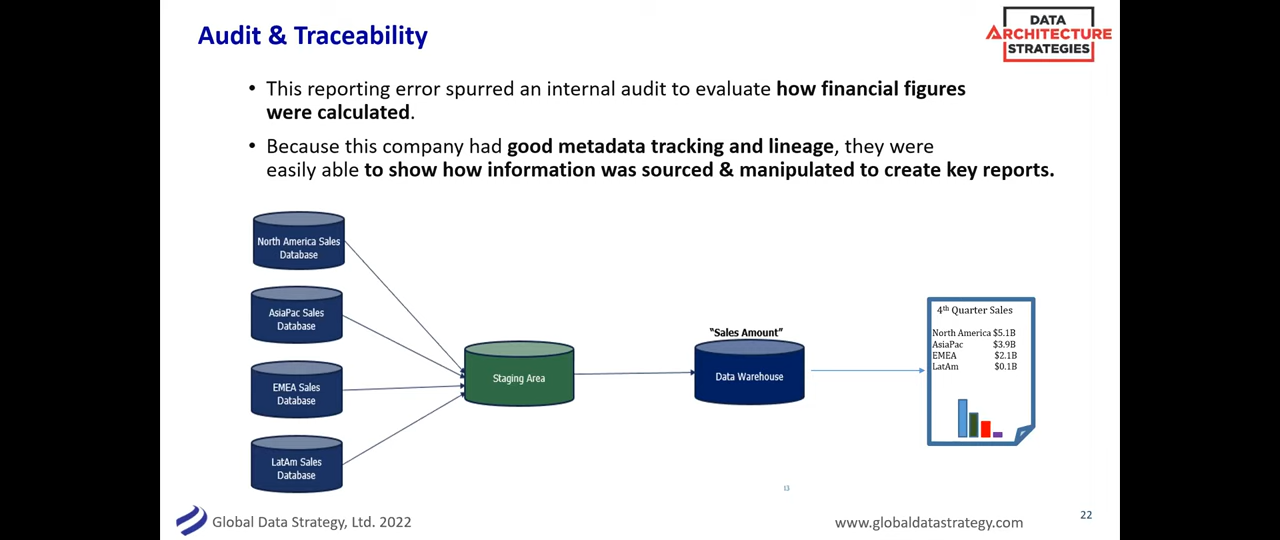 Audit & Traceability
DATA
ARCHITECTURE
STRATEGIES
• This reporting error spurred an internal audit to evaluate how financial figures
were calculated.
• Because this company had good metadata tracking and lineage, they were
easily able to show how information was sourced & manipulated to create key reports.
North America Sales
Database
AsiaPac Sales
Database
EMEA Sales
Database
LatAm Sales
Database
Staging Area
"Sales Amount"
Data Warehouse
4th Quarter Sales
North America $5.1B
AsiaPac $3.9B
EMEA $2.1B
LatAm $0.1B
13
Global Data Strategy, Ltd. 2022
www.globaldatastrategy.com
22